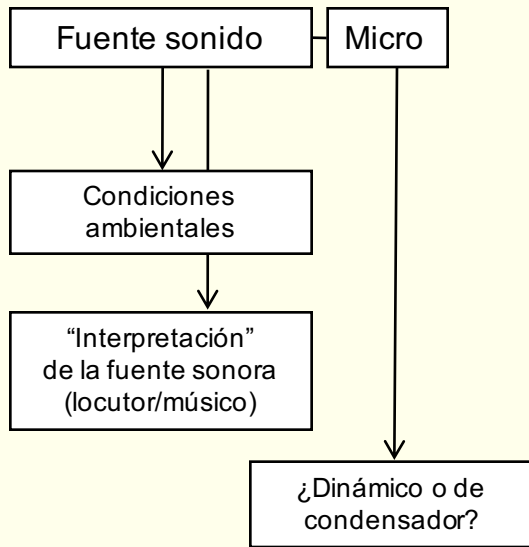 Fuente sonido
Micro
Condiciones
ambientales
“Interpretación”
de la fuente sonora
(locutor/músico)
¿Dinámico o de
condensador?